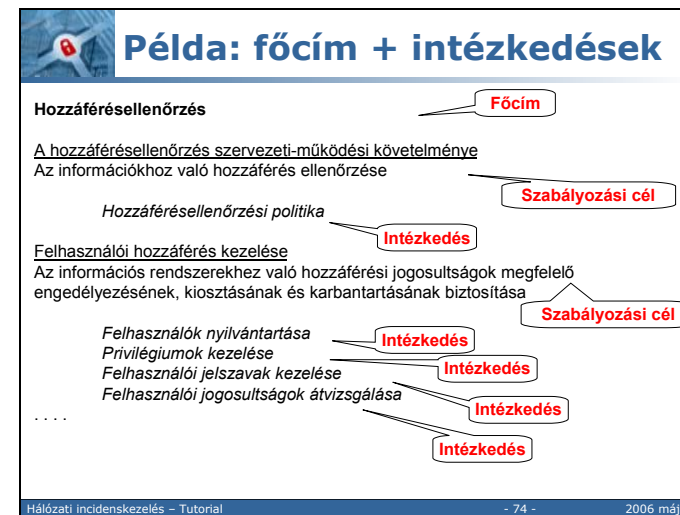 Példa: főcím + intézkedések
Hozzáférésellenőrzés
Főcím
A hozzáférésellenőrzés szervezeti-működési követelménye
Az információkhoz való hozzáférés ellenőrzése
Szabályozási cél
Hozzáférésellenőrzési politika
Intézkedés
Felhasználói hozzáférés kezelése
Az információs rendszerekhez való hozzáférési jogosultságok megfelelő
engedélyezésének, kiosztásának és karbantartásának biztosítása
Szabályozási cél
Felhasználók nyilvántartása
Intézkedés
Privilégiumok kezelése
Intézkedés
Felhasználói jelszavak kezelése
Felhasználói jogosultságok átvizsgálása
Intézkedés
. . . .
Intézkedés
Hálózati incidenskezelés – Tutorial
- 74 -
2006 máj